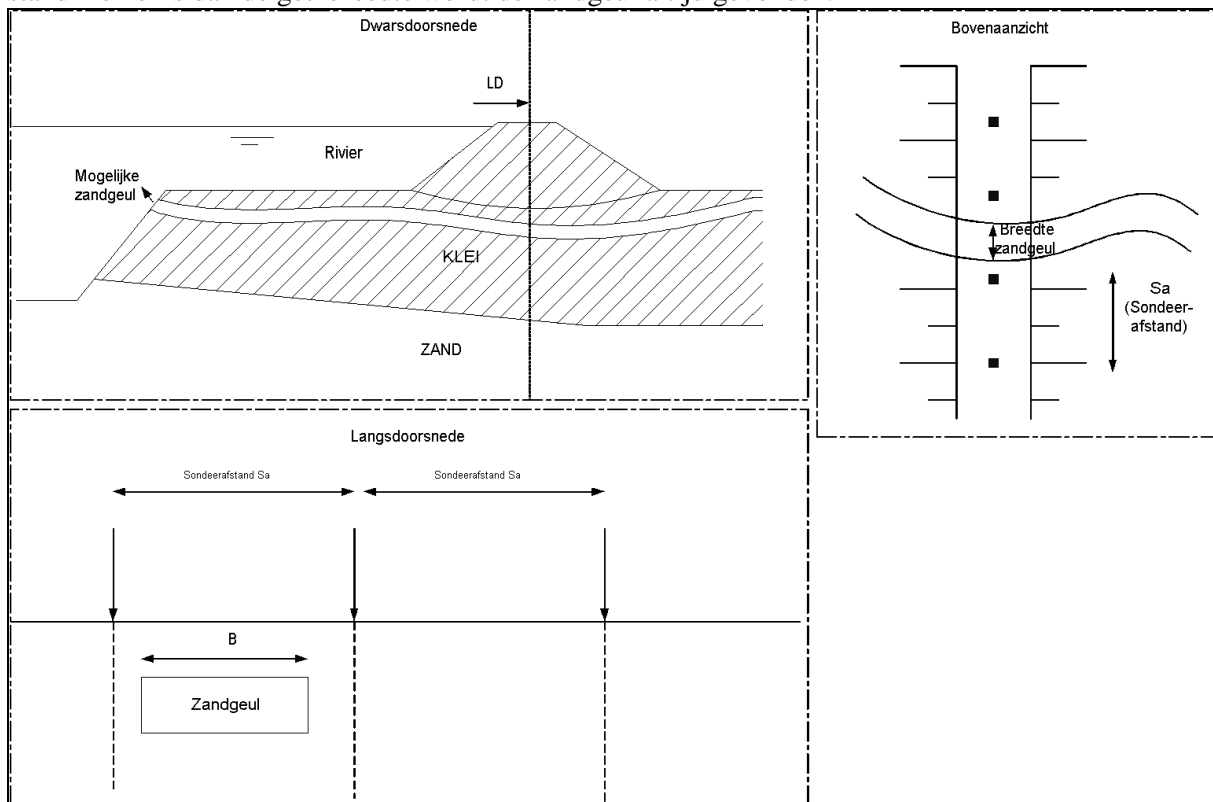 Dwarsdoorsnede
LD
Rivier
Mogelijke
zandgeul
KLEI
ZAND
Bovenaanzicht
Breedte
zandgeul
Sa
(Sondeer-
afstand)
Langsdoorsnede
Sondeerafstand Sa
Sondeerafstand Sa
B
Zandgeul